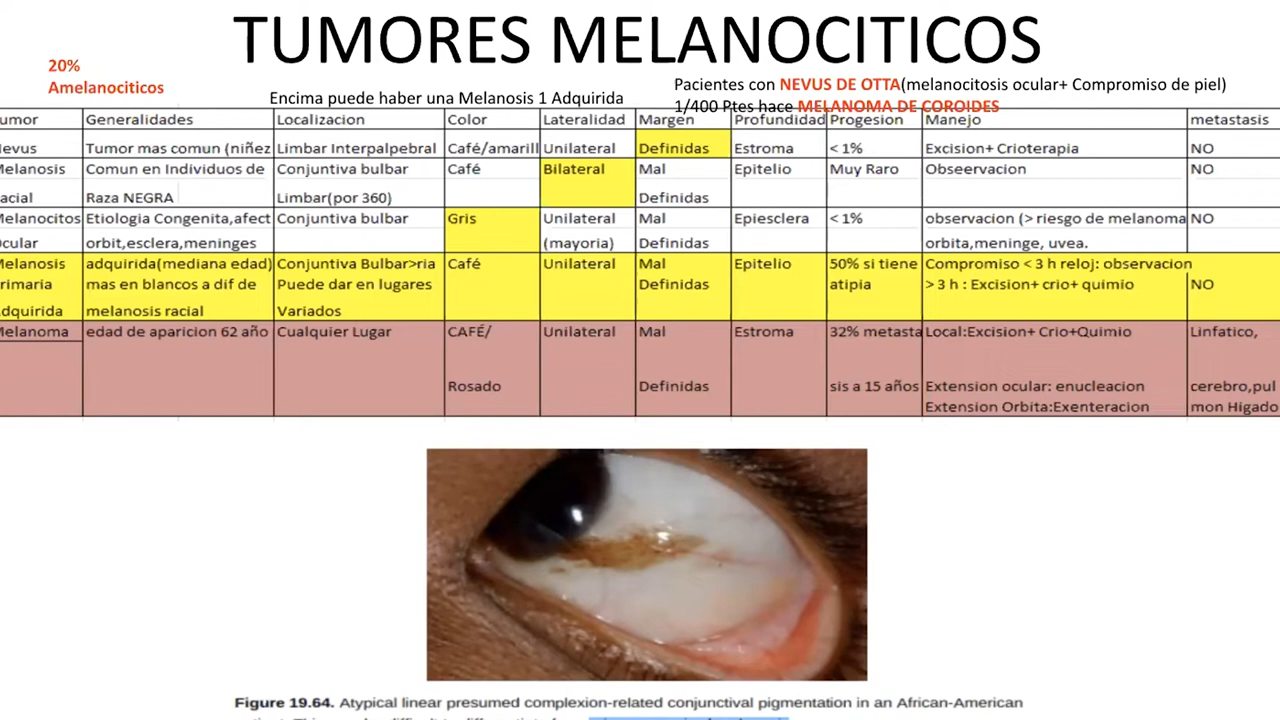 TUMORES MELANOCITICOS
20%
Amelanociticos
Encima puede haber una Melanosis 1 Adquirida
Pacientes con NEVUS DE OTTA(melanocitosis ocular+ Compromiso de piel)
1/400 Ptes hace MELANOMA DE COROIDES
umor Generalidades Localizacion Color Lateralidad Margen Profundidad Progesion Manejo metastasis
Nevus Tumor mas comun (niñez Limbar Interpalpebral Café/amarill Unilateral Definidas Estroma < 1% Excision+ Crioterapia NO
Melanosis Comun en Individuos de Conjuntiva bulbar Café Bilateral Mal Epitelio Muy Raro Obseervacion NO
acial Raza NEGRA Limbar(por 360) Definidas
Melanocitos Etiologia Congenita,afect Conjuntiva bulbar Gris Unilateral Mal Epiesclera < 1% observacion (> riesgo de melanoma NO
Ocular orbit,esclera,meninges (mayoria) Definidas orbita,meninge, uvea.
Melanosis adquirida(mediana edad) Conjuntiva Bulbar>ria Café Unilateral Mal Epitelio 50% si tiene Compromiso < 3 h reloj: observacion
rimaria mas en blancos a dif de Puede dar en lugares Definidas atipia > 3 h : Excision+ crio+ quimio NO
Adquirida melanosis racial Variados
Melanoma edad de aparicion 62 año Cualquier Lugar CAFÉ/ Unilateral Mal Estroma 32% metasta Local:Excision+ Crio+Quimio Linfatico,
Rosado Definidas sis a 15 años Extension ocular: enucleacion cerebro,pul
Extension Orbita:Exenteracion mon Higado
Figure 19.64. Atypical linear presumed complexion-related conjunctival pigmentation in an African-American